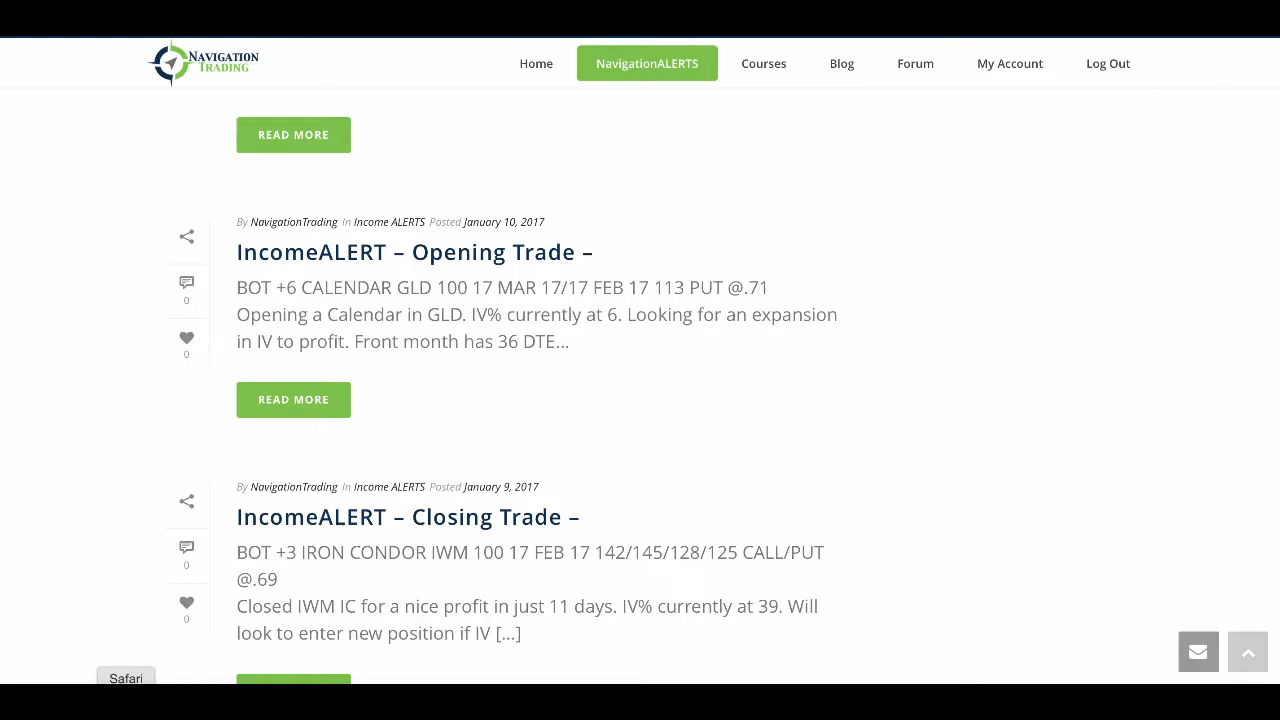 NAVIGATION
TRADING
Home
NavigationALERTS
Courses
Blog
Forum
My Account
Log Out
READ MORE
By NavigationTrading In Income ALERTS Posted January 10, 2017
IncomeALERT – Opening Trade –
BOT +6 CALENDAR GLD 100 17 MAR 17/17 FEB 17 113 PUT @.71
Opening a Calendar in GLD. IV% currently at 6. Looking for an expansion
in IV to profit. Front month has 36 DTE...
0
0
READ MORE
By NavigationTrading In Income ALERTS Posted January 9, 2017
IncomeALERT – Closing Trade –
BOT +3 IRON CONDOR IWM 100 17 FEB 17 142/145/128/125 CALL/PUT
@.69
Closed IWM IC for a nice profit in just 11 days. IV% currently at 39. Will
look to enter new position if IV [...]
0
0
Safari